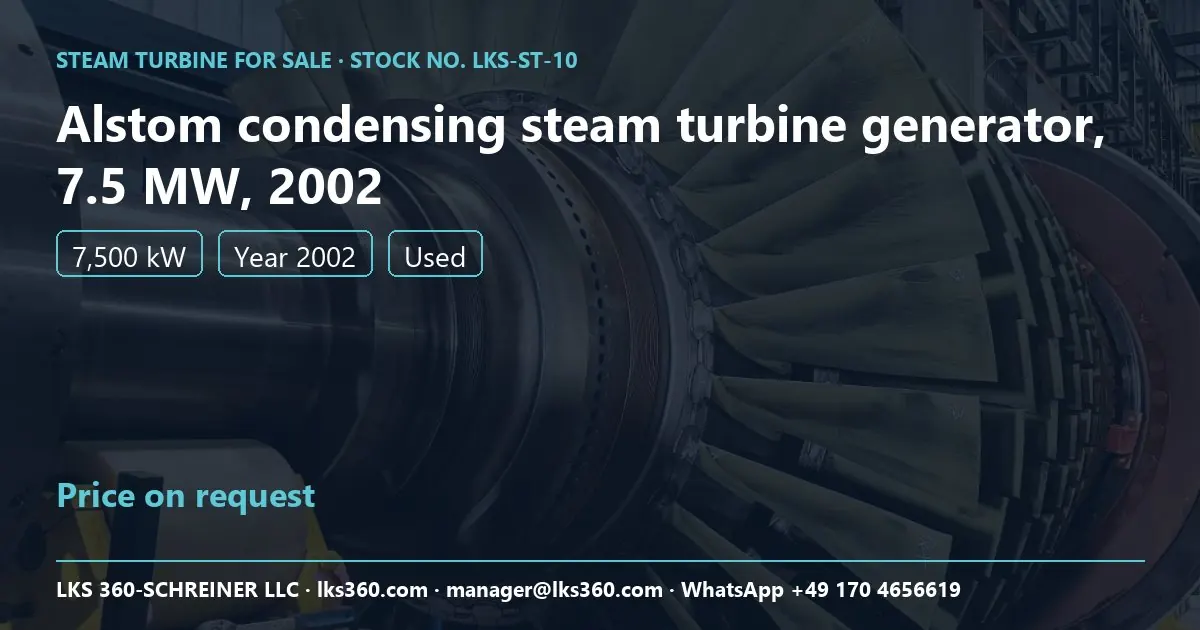 STEAM TURBINE FOR SALE · STOCK NO. LKS-ST-10
Alstom condensing steam turbine generator,
7.5 MW, 2002
7,500 kW
Year 2002
Used
Price on request
LKS 360-SCHREINER LLC · lks360.com · manager@lks360.com · WhatsApp +49 170 4656619